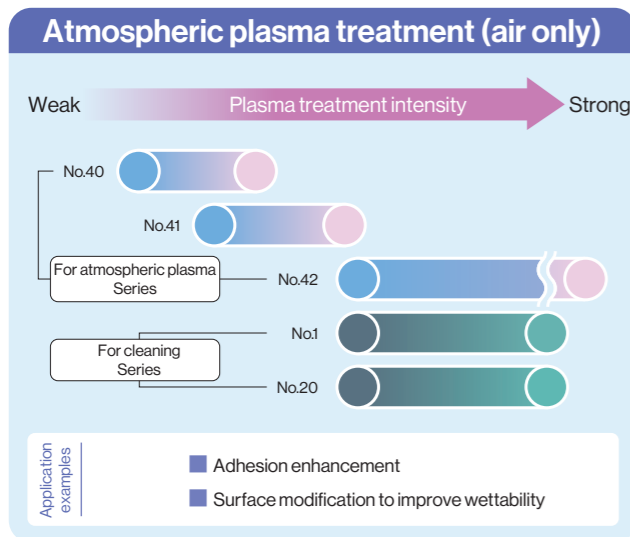 Atmospheric plasma treatment (air only)
Weak
Plasma treatment intensity
Strong
No.40
No.41
For atmospheric plasma
Series
No.42
No.1
For cleaning
Series
No.20
Application
examples
Adhesion enhancement
Surface modification to improve wettability